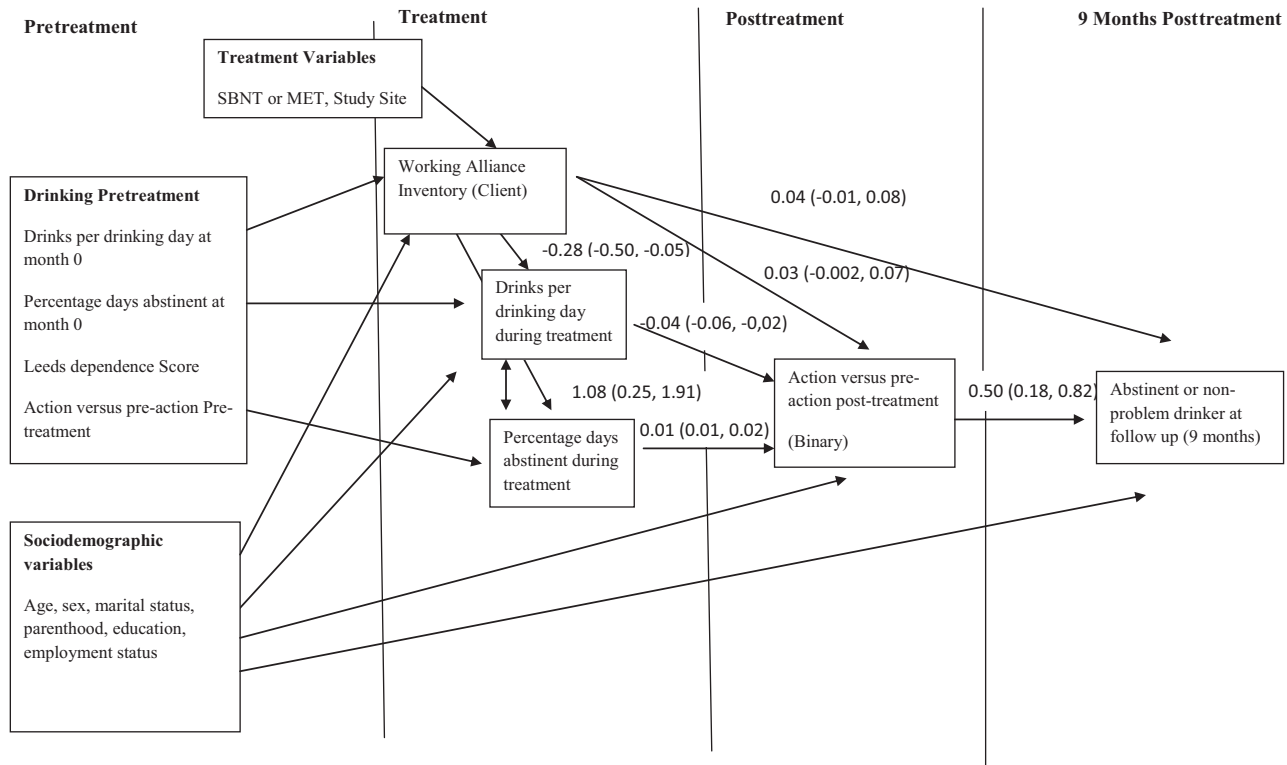 Pretreatment
Treatment
Posttreatment
9 Months Posttreatment
Treatment Variables
SBNT or MET, Study Site
Working Alliance
Inventory (Client)
Drinking Pretreatment
Drinks per drinking day at
month 0
Percentage days abstinent at
month 0
Leeds dependence Score
Action versus pre-action Pre-
treatment
0.04 (-0.01, 0.08)
-0.28 (-0.50, -0.05)
0.03 (-0.002, 0.07)
Drinks per
drinking day
during treatment
-0.04 (-0.06, -0,02)
1.08 (0.25, 1.91)
0.01 (0.01, 0.02)
Percentage days
abstinent during
treatment
Action versus pre-
action post-treatment
(Binary)
0.50 (0.18, 0.82)
Abstinent or non-
problem drinker at
follow up (9 months)
Sociodemographic
variables
Age, sex, marital status,
parenthood, education,
employment status